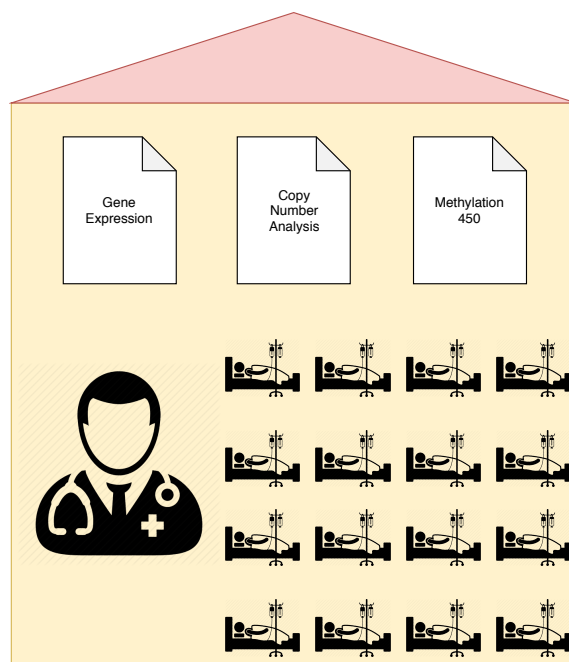 Gene
Expression
Copy
Number
Analysis
Methylation
450